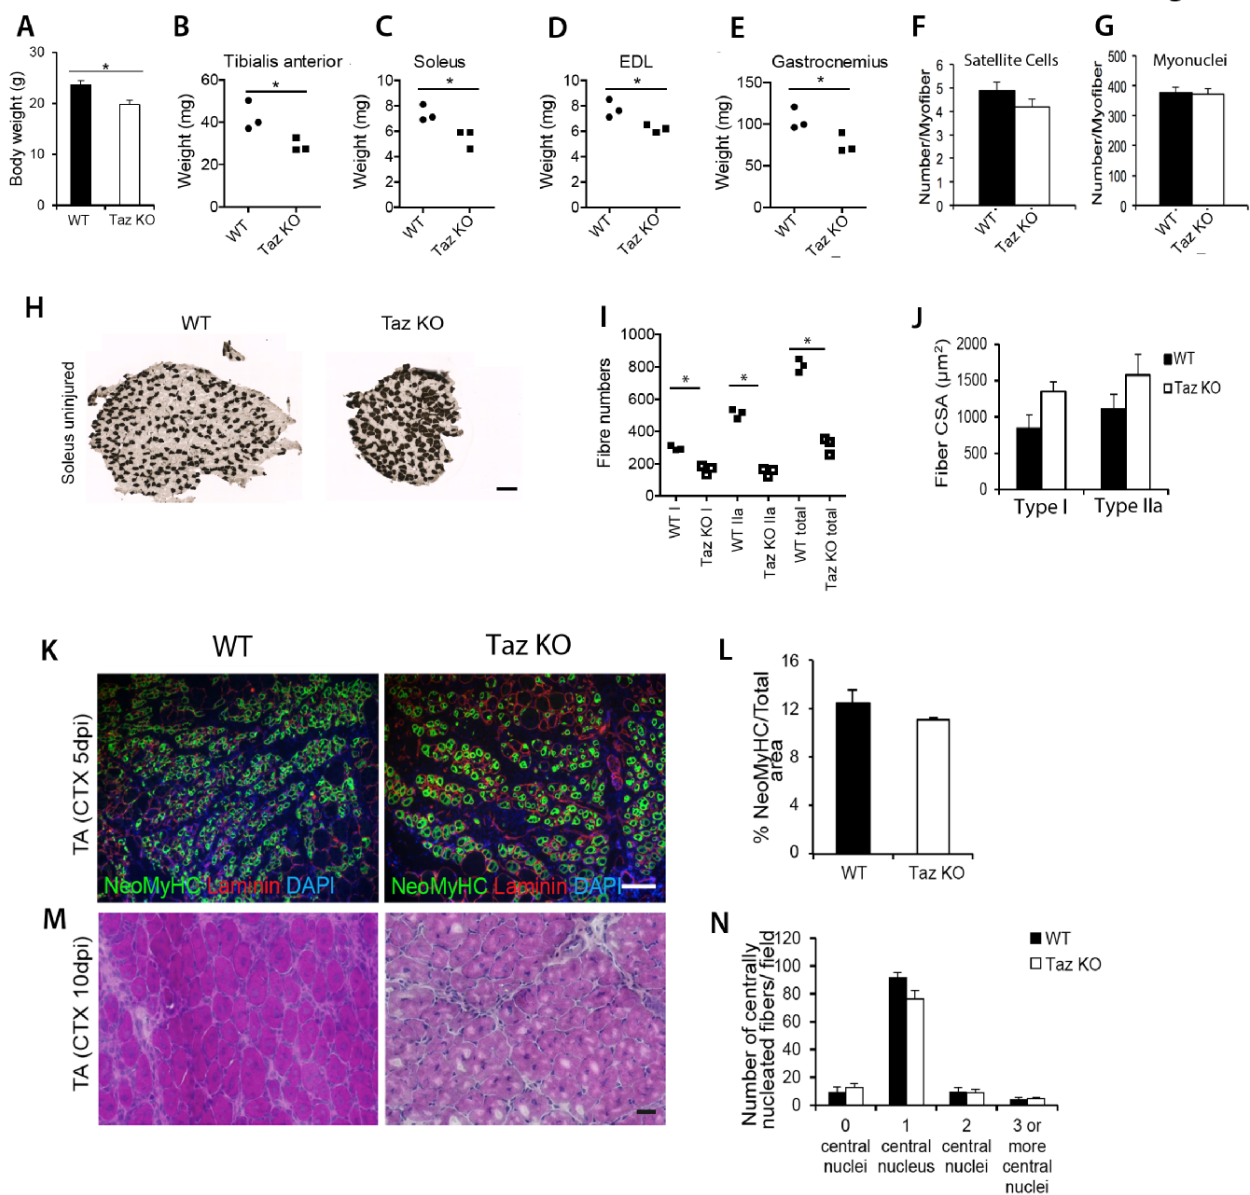 A
Body weight (g)
30
20
10
0
*
WT
Taz KO
B
Tibialis anterior
Weight (mg)
60
40
20
0
*
WT
Taz KO
C
Soleus
Weight (mg)
10
8
6
4
2
0
*
WT
Taz KO
D
EDL
Weight (mg)
10
8
6
4
2
0
*
WT
Taz KO
E
Gastrocnemius
Weight (mg)
150
100
50
0
*
WT
Taz KO
F
Satellite Cells
Number/Myofiber
6
5
4
3
2
1
0
WT
Taz KO
G
Myonuclei
Number/Myofiber
500
400
300
200
100
0
WT
Taz KO
H
WT
Taz KO
Soleus uninjured
I
Fibre numbers
1000
800
600
400
200
0
*
*
*
WT I
Taz KO I
WT IIa
Taz KO IIa
WT total
Taz KO total
J
Fiber CSA (µm²)
2000
1500
1000
500
0
WT
Taz KO
Type I
Type IIa
K
WT
Taz KO
TA (CTX 5dpi)
NeoMyHC Laminin DAPI
NeoMyHC Laminin DAPI
L
% NeoMyHC/Total
area
16
12
8
4
0
WT
Taz KO
M
TA (CTX 10dpi)
N
Number of centrally
nucleated fibers/ field
120
100
80
60
40
20
0
WT
Taz KO
0
central
nuclei
1
central
nucleus
2
central
nuclei
3 or
more
central
nuclei